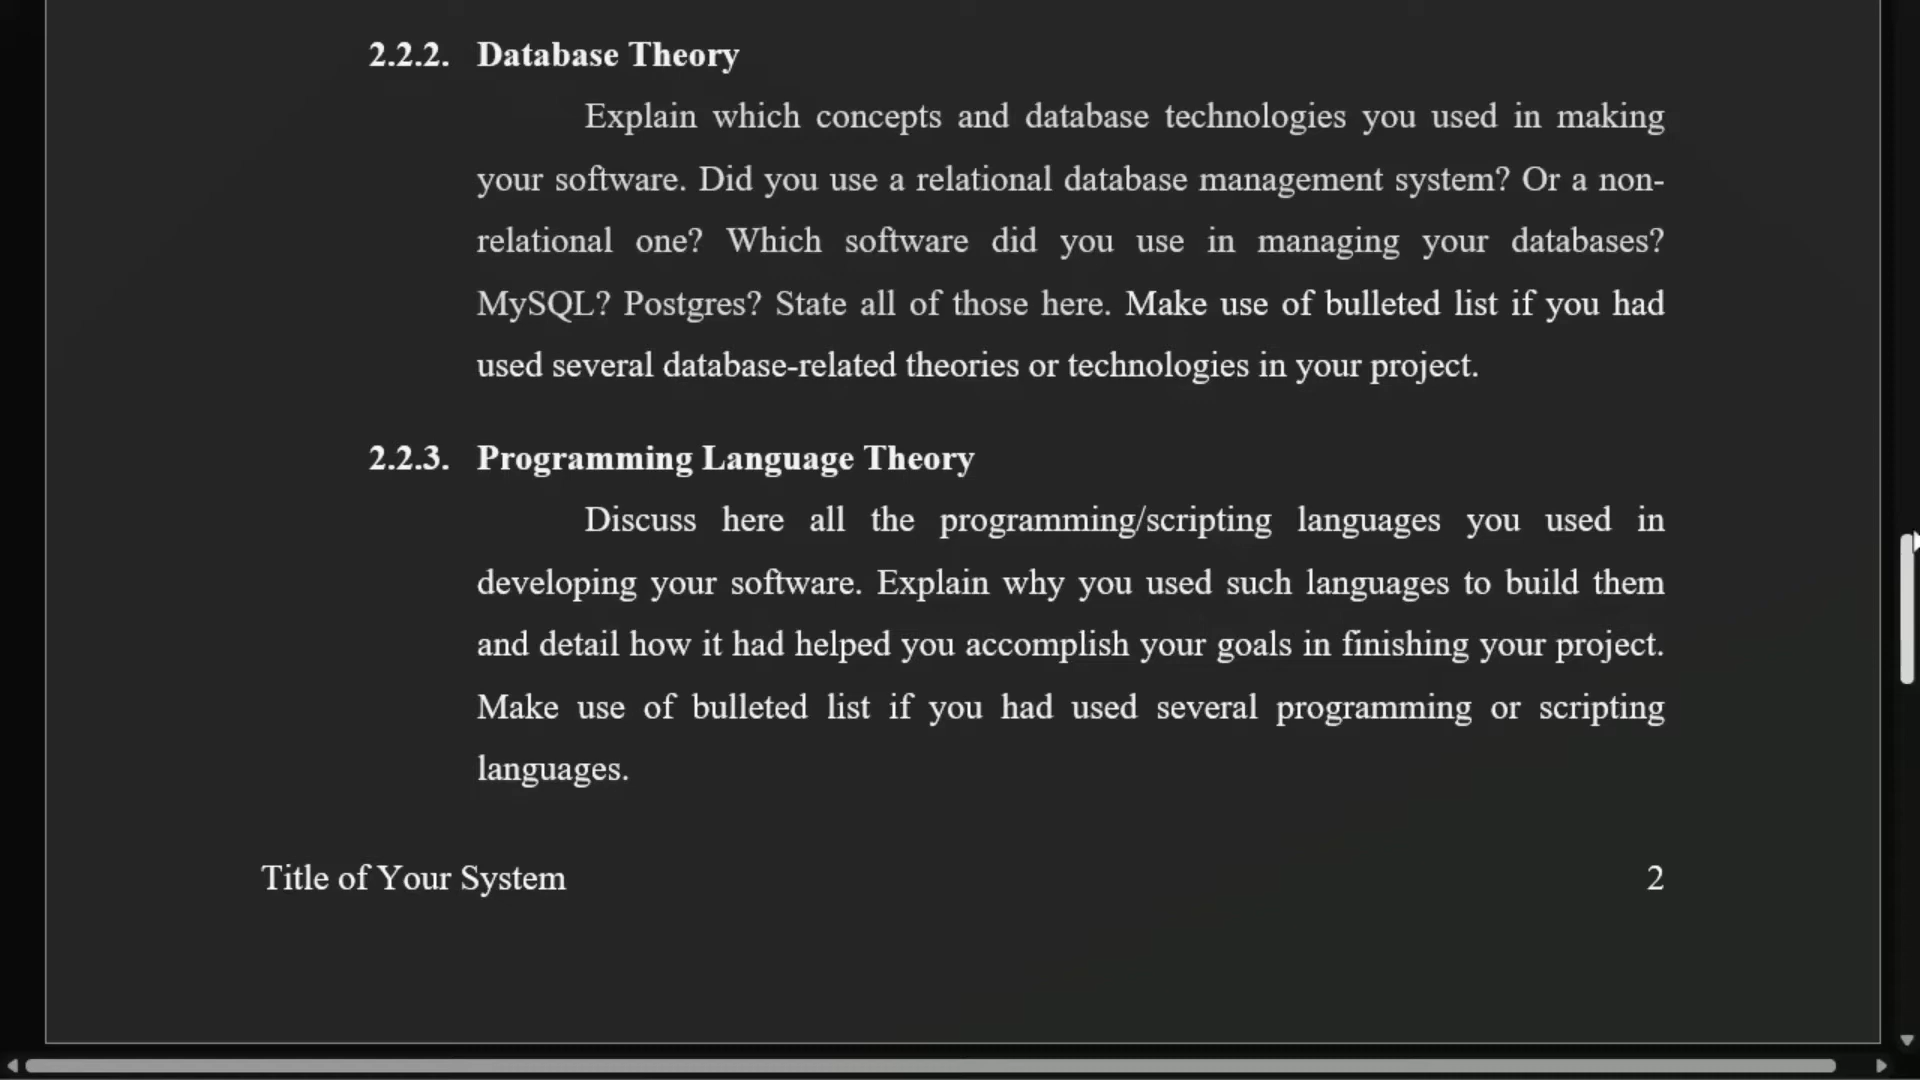 2.2.2. Database Theory
Explain which concepts and database technologies you used in making
your software. Did you use a relational database management system? Or a non-
relational one? Which software did you use in managing your databases?
MySQL? Postgres? State all of those here. Make use of bulleted list if you had
used several database-related theories or technologies in your project.
2.2.3. Programming Language Theory
Discuss here all the programming/scripting languages you used in
developing your software. Explain why you used such languages to build them
and detail how it had helped you accomplish your goals in finishing your project.
Make use of bulleted list if you had used several programming or scripting
languages.
Title of Your System 2